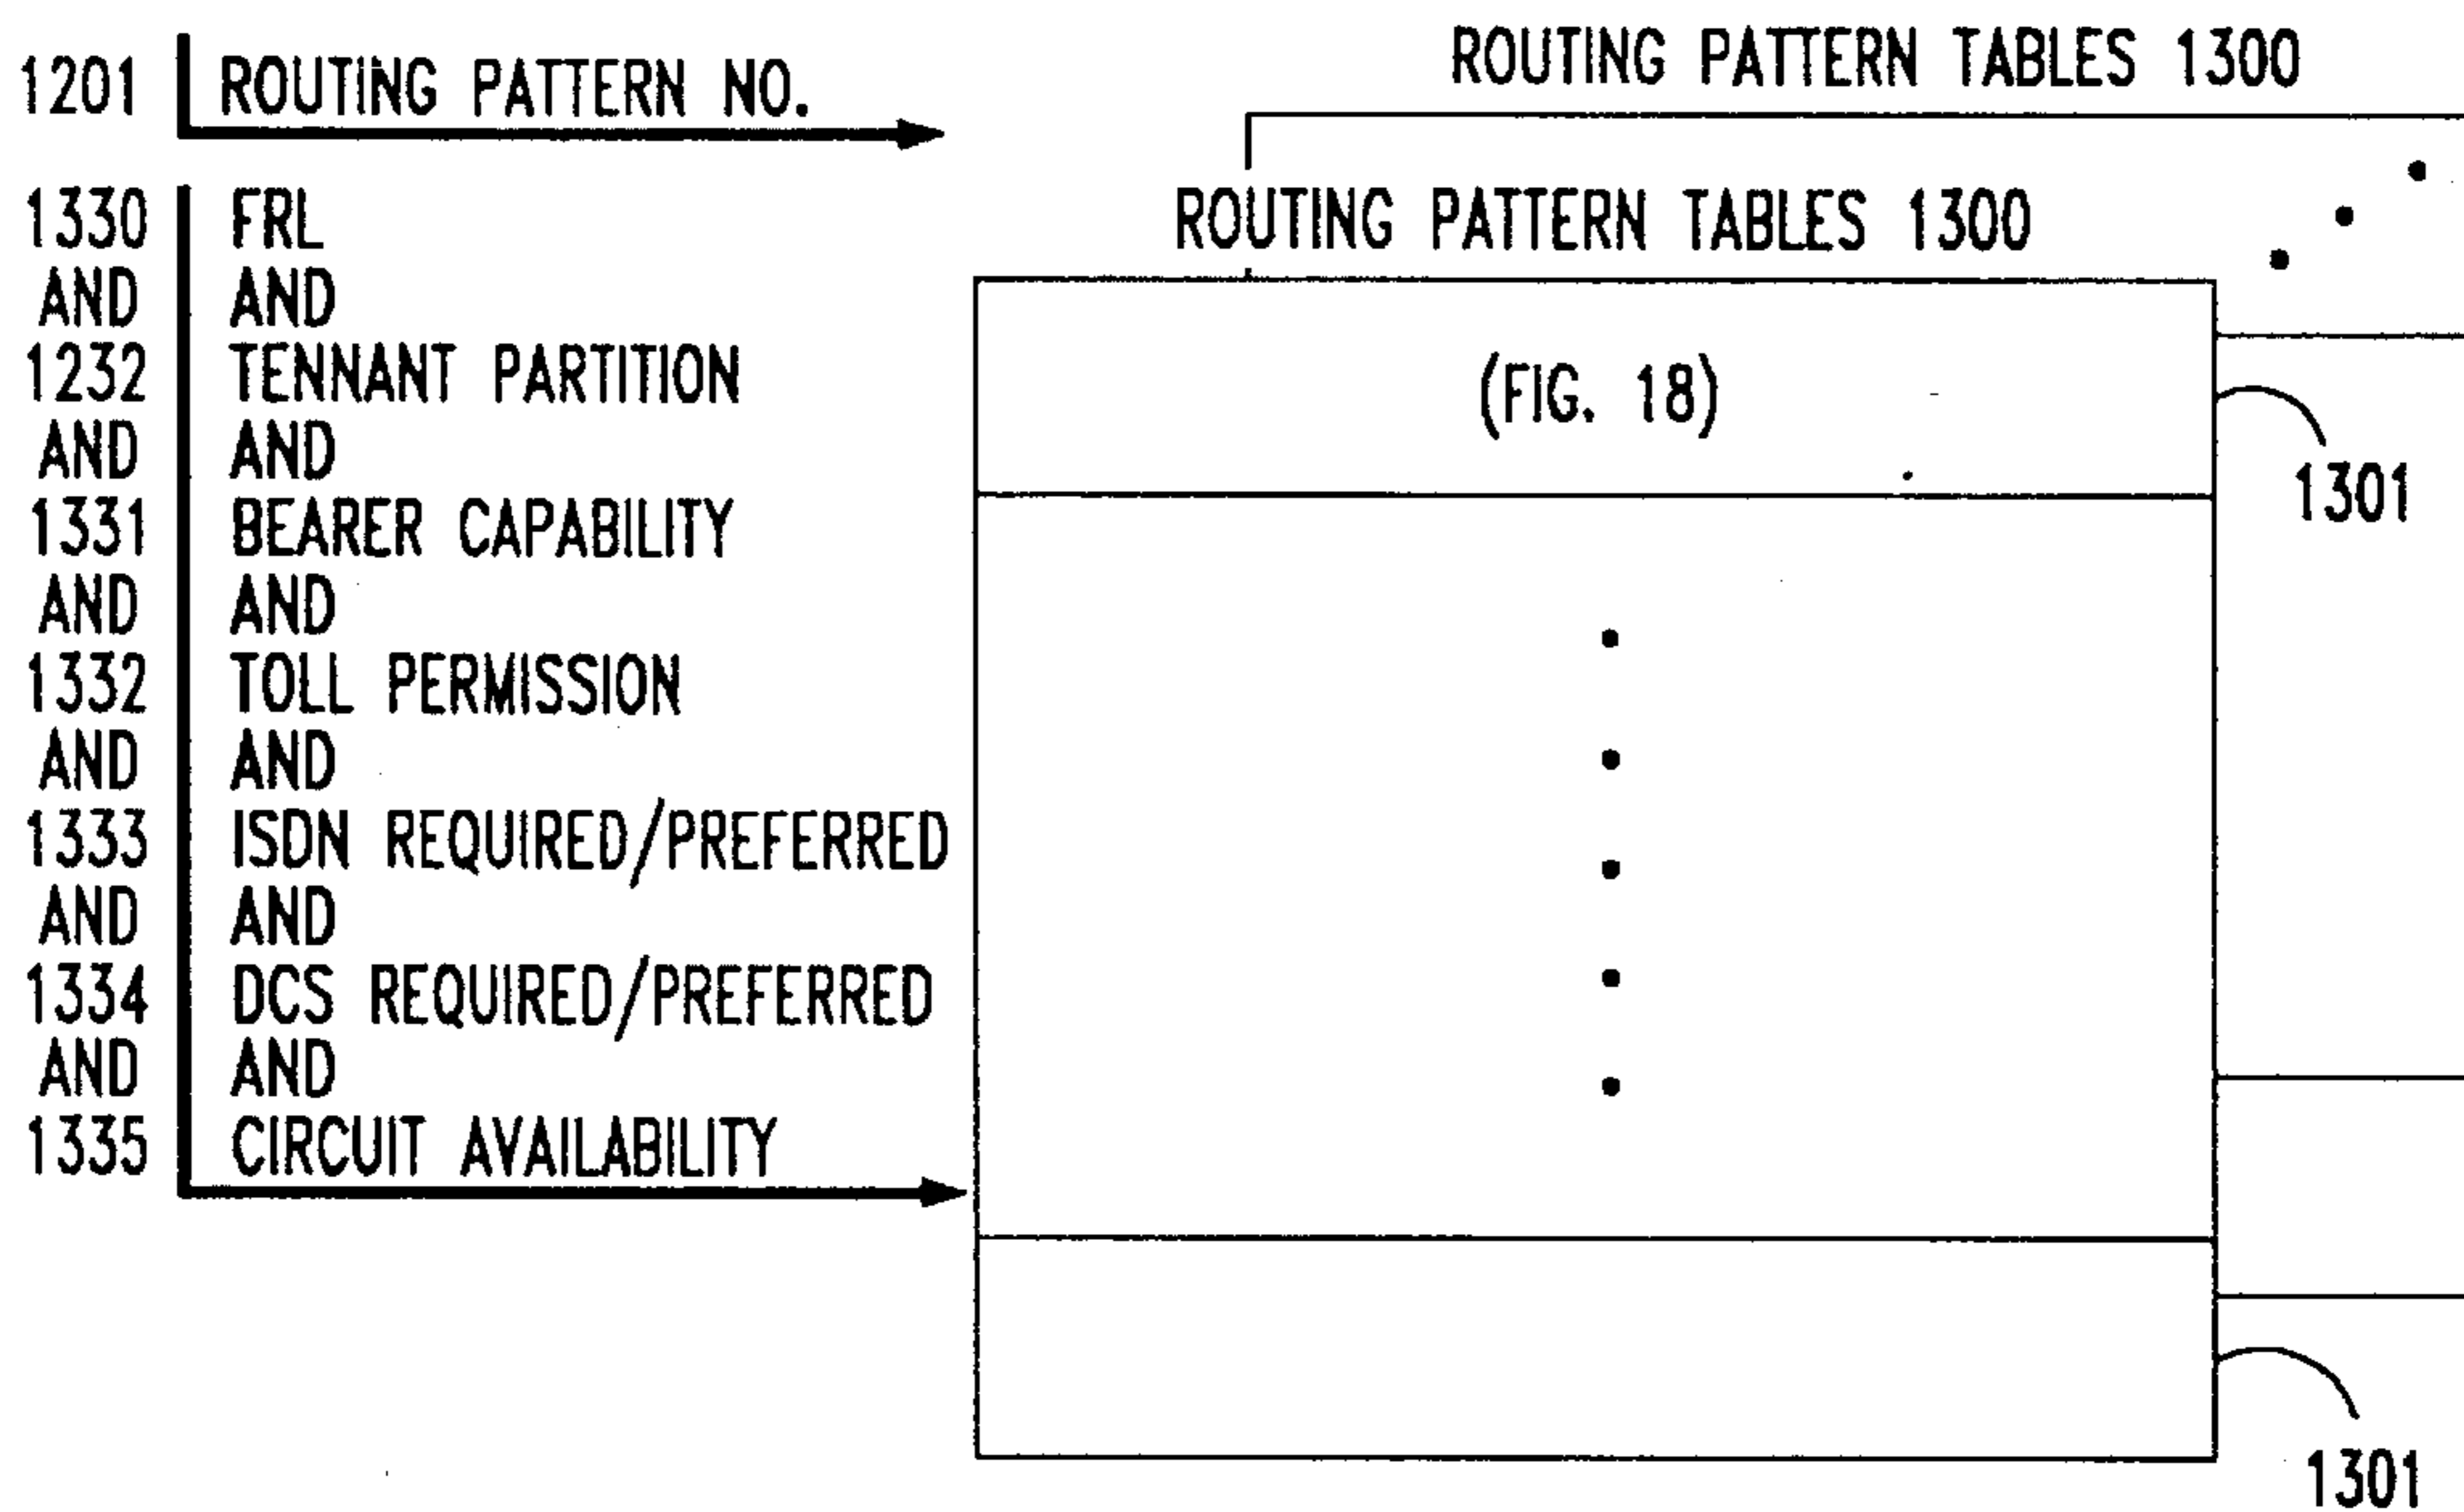 ROUTING PATTERN TABLES 1300
1201 ROUTING PATTERN NO.
ROUTING PATTERN TABLES 1300
1330 FRL
AND AND
1232 TENNANT PARTITION
(FIG. 18)
AND AND
1301
1331 BEARER CAPABILITY
AND AND
1332 TOLL PERMISSION
AND AND
1333 ISDN REQUIRED/PREFERRED
AND AND
1334 DCS REQUIRED/PREFERRED
AND AND
1335 CIRCUIT AVAILABILITY
1301